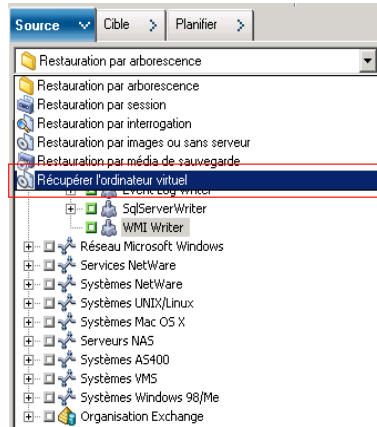 Source Cible Planifier
Restauration par arborescence
Restauration par arborescence
Restauration par session
Restauration par interrogation
Restauration par images ou sans serveur
Restauration par média de sauvegarde
Récupérer l'ordinateur virtuel
Event Log Writer
SqlServerWriter
WMI Writer
Réseau Microsoft Windows
Services NetWare
Systèmes NetWare
Systèmes UNIX/Linux
Systèmes Mac OS X
Serveurs NAS
Systèmes AS400
Systèmes VMS
Systèmes Windows 98/Me
Organisation Exchange